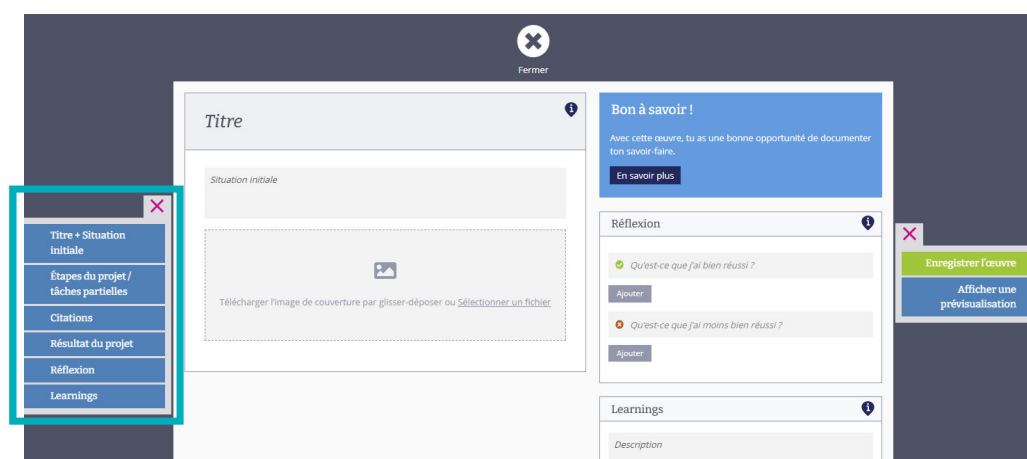 Fermer
Titre
Situation initiale
Télécharger l'image de couverture par glisser-déposer ou Sélectionner un fichier
Bon à savoir !
Avec cette œuvre, tu as une bonne opportunité de documenter
ton savoir-faire.
En savoir plus
Réflexion
Qu'est-ce que j'ai bien réussi ?
Ajouter
Qu'est-ce que j'ai moins bien réussi ?
Ajouter
Learnings
Description
Titre + Situation
initiale
Étapes du projet /
tâches partielles
Citations
Résultat du projet
Réflexion
Learnings
Enregistrer l'œuvre
Afficher une
prévisualisation